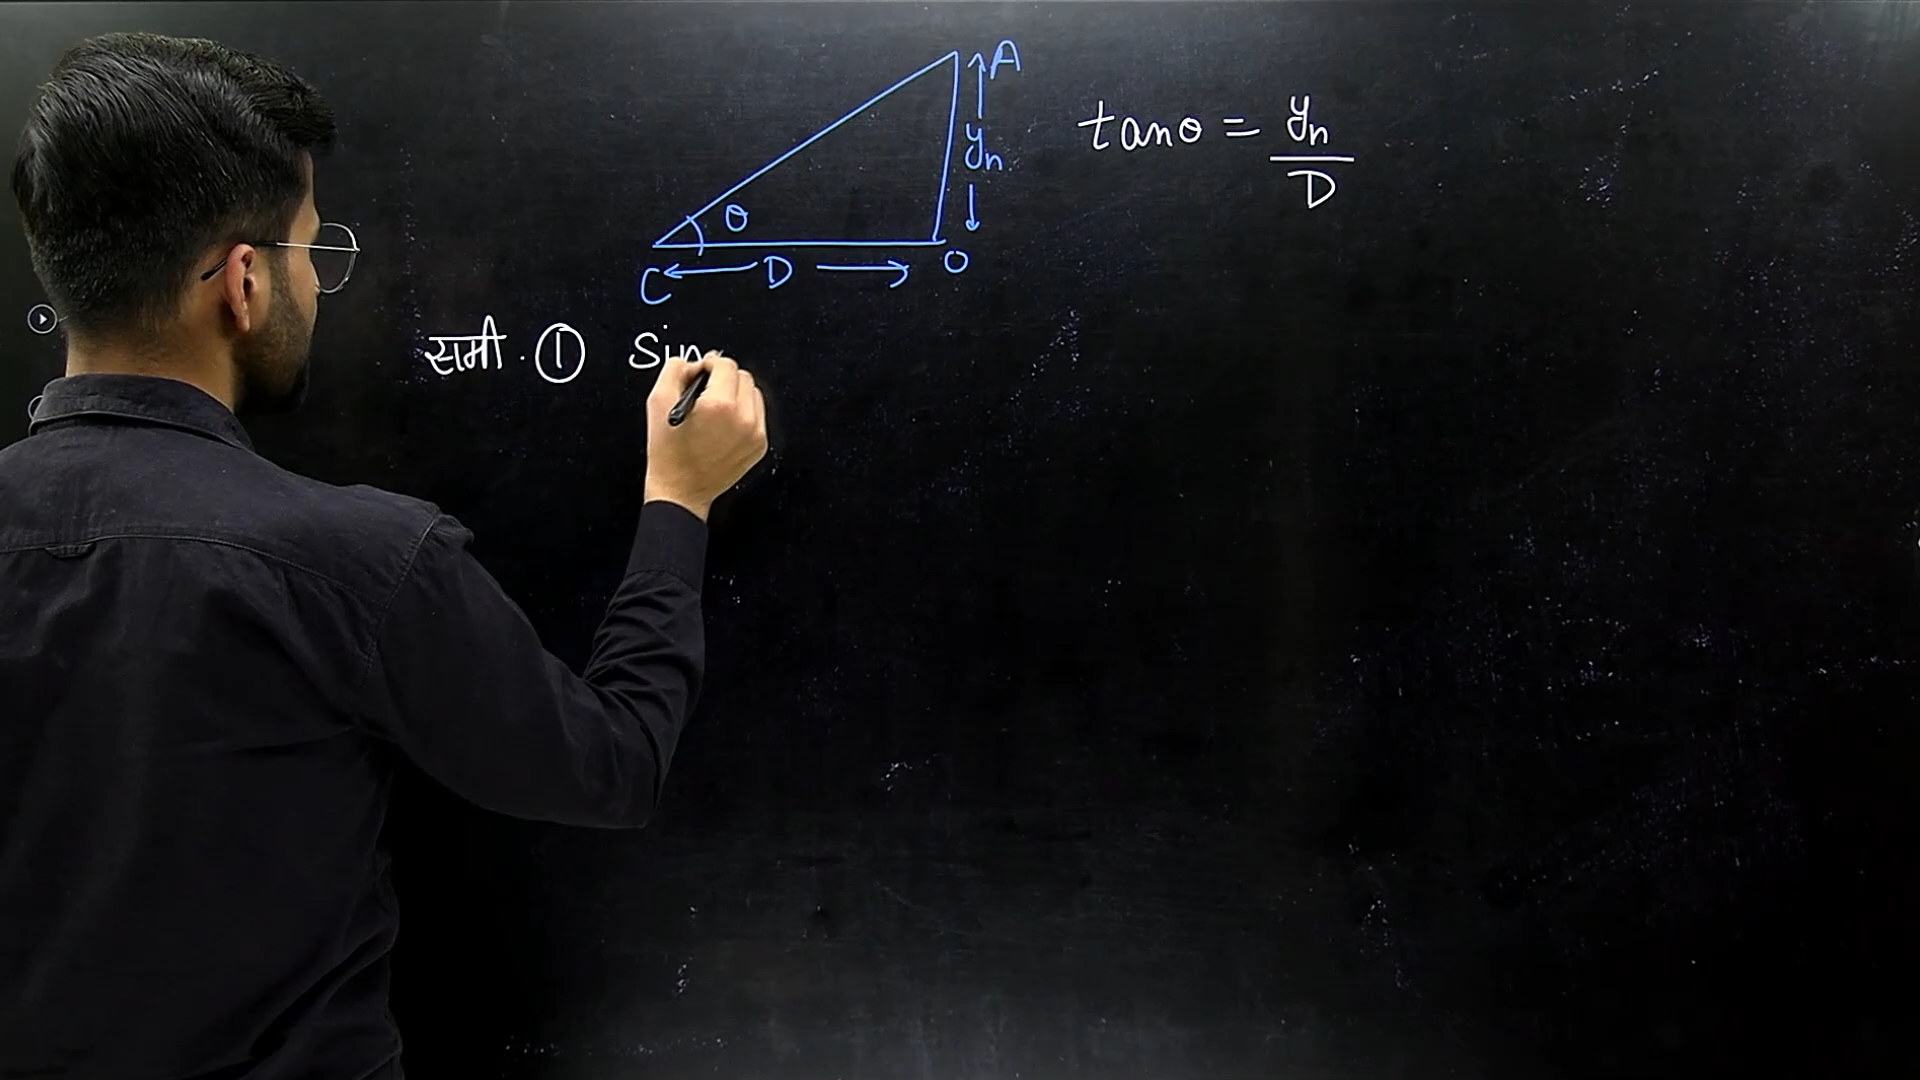 A
yₙ
θ
C ← D → O
tanθ = yₙ/D
समी. ① Sin